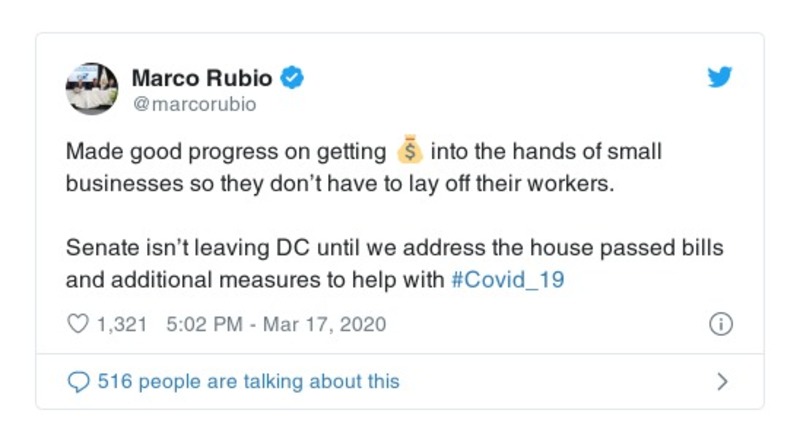 Marco Rubio
@marcorubio
Made good progress on getting 💰 into the hands of small
businesses so they don’t have to lay off their workers.
Senate isn’t leaving DC until we address the house passed bills
and additional measures to help with #Covid_19
1,321 5:02 PM - Mar 17, 2020
516 people are talking about this